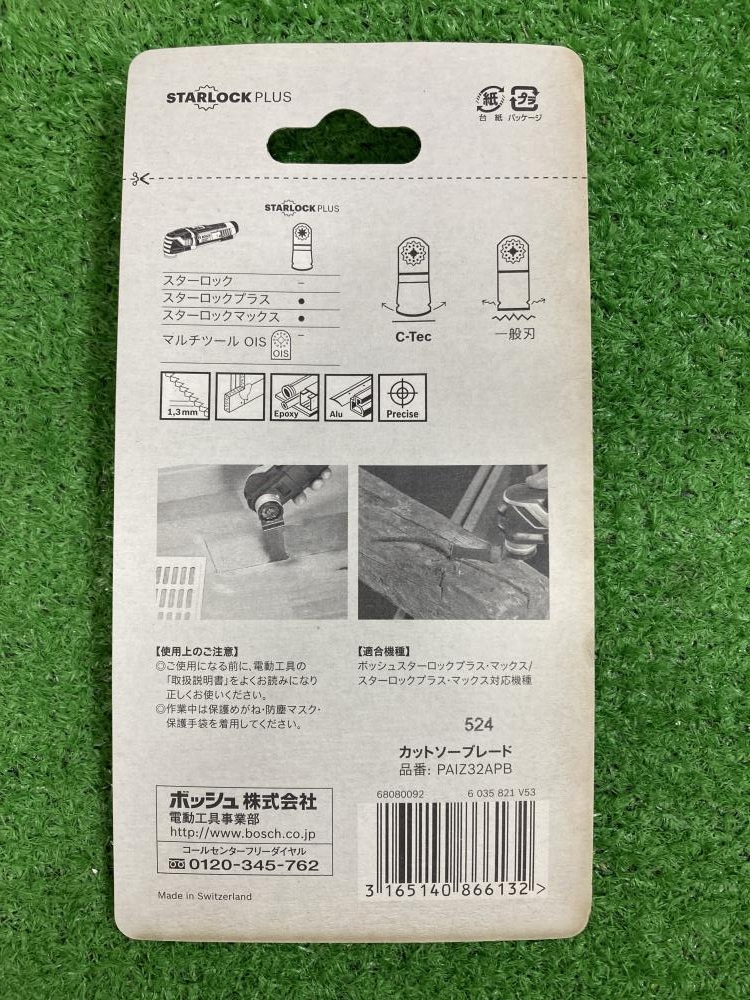 STARLOCK PLUS
紙
プラ
台紙 パッケージ
STARLOCK PLUS
スターロック –
スターロックプラス ●
スターロックマックス ●
マルチツール OIS OIS –
C-Tec
一般刃
1,3mm
Epoxy
Alu
Precise
【使用上のご注意】
◎ご使用になる前に、電動工具の
「取扱説明書」をよくお読みになり
正しくお使いください。
◎作業中は保護めがね・防塵マスク・
保護手袋を着用してください。
【適合機種】
ボッシュスターロックプラス・マックス/
スターロックプラス・マックス対応機種
524
カットソーブレード
品番: PAIZ32APB
68080092 6 035 821 V53
3 165140 866132 >
ボッシュ株式会社
電動工具事業部
http://www.bosch.co.jp
コールセンターフリーダイヤル
0120-345-762
Made in Switzerland